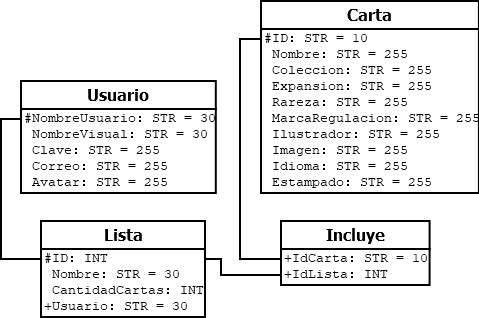 Carta
#ID: STR = 10
Nombre: STR = 255
Coleccion: STR = 255
Expansion: STR = 255
Rareza: STR = 255
MarcaRegulacion: STR = 255
Ilustrador: STR = 255
Imagen: STR = 255
Idioma: STR = 255
Estampado: STR = 255
Usuario
#NombreUsuario: STR = 30
NombreVisual: STR = 30
Clave: STR = 255
Correo: STR = 255
Avatar: STR = 255
Lista
#ID: INT
Nombre: STR = 30
CantidadCartas: INT
+Usuario: STR = 30
Incluye
+IdCarta: STR = 10
+IdLista: INT